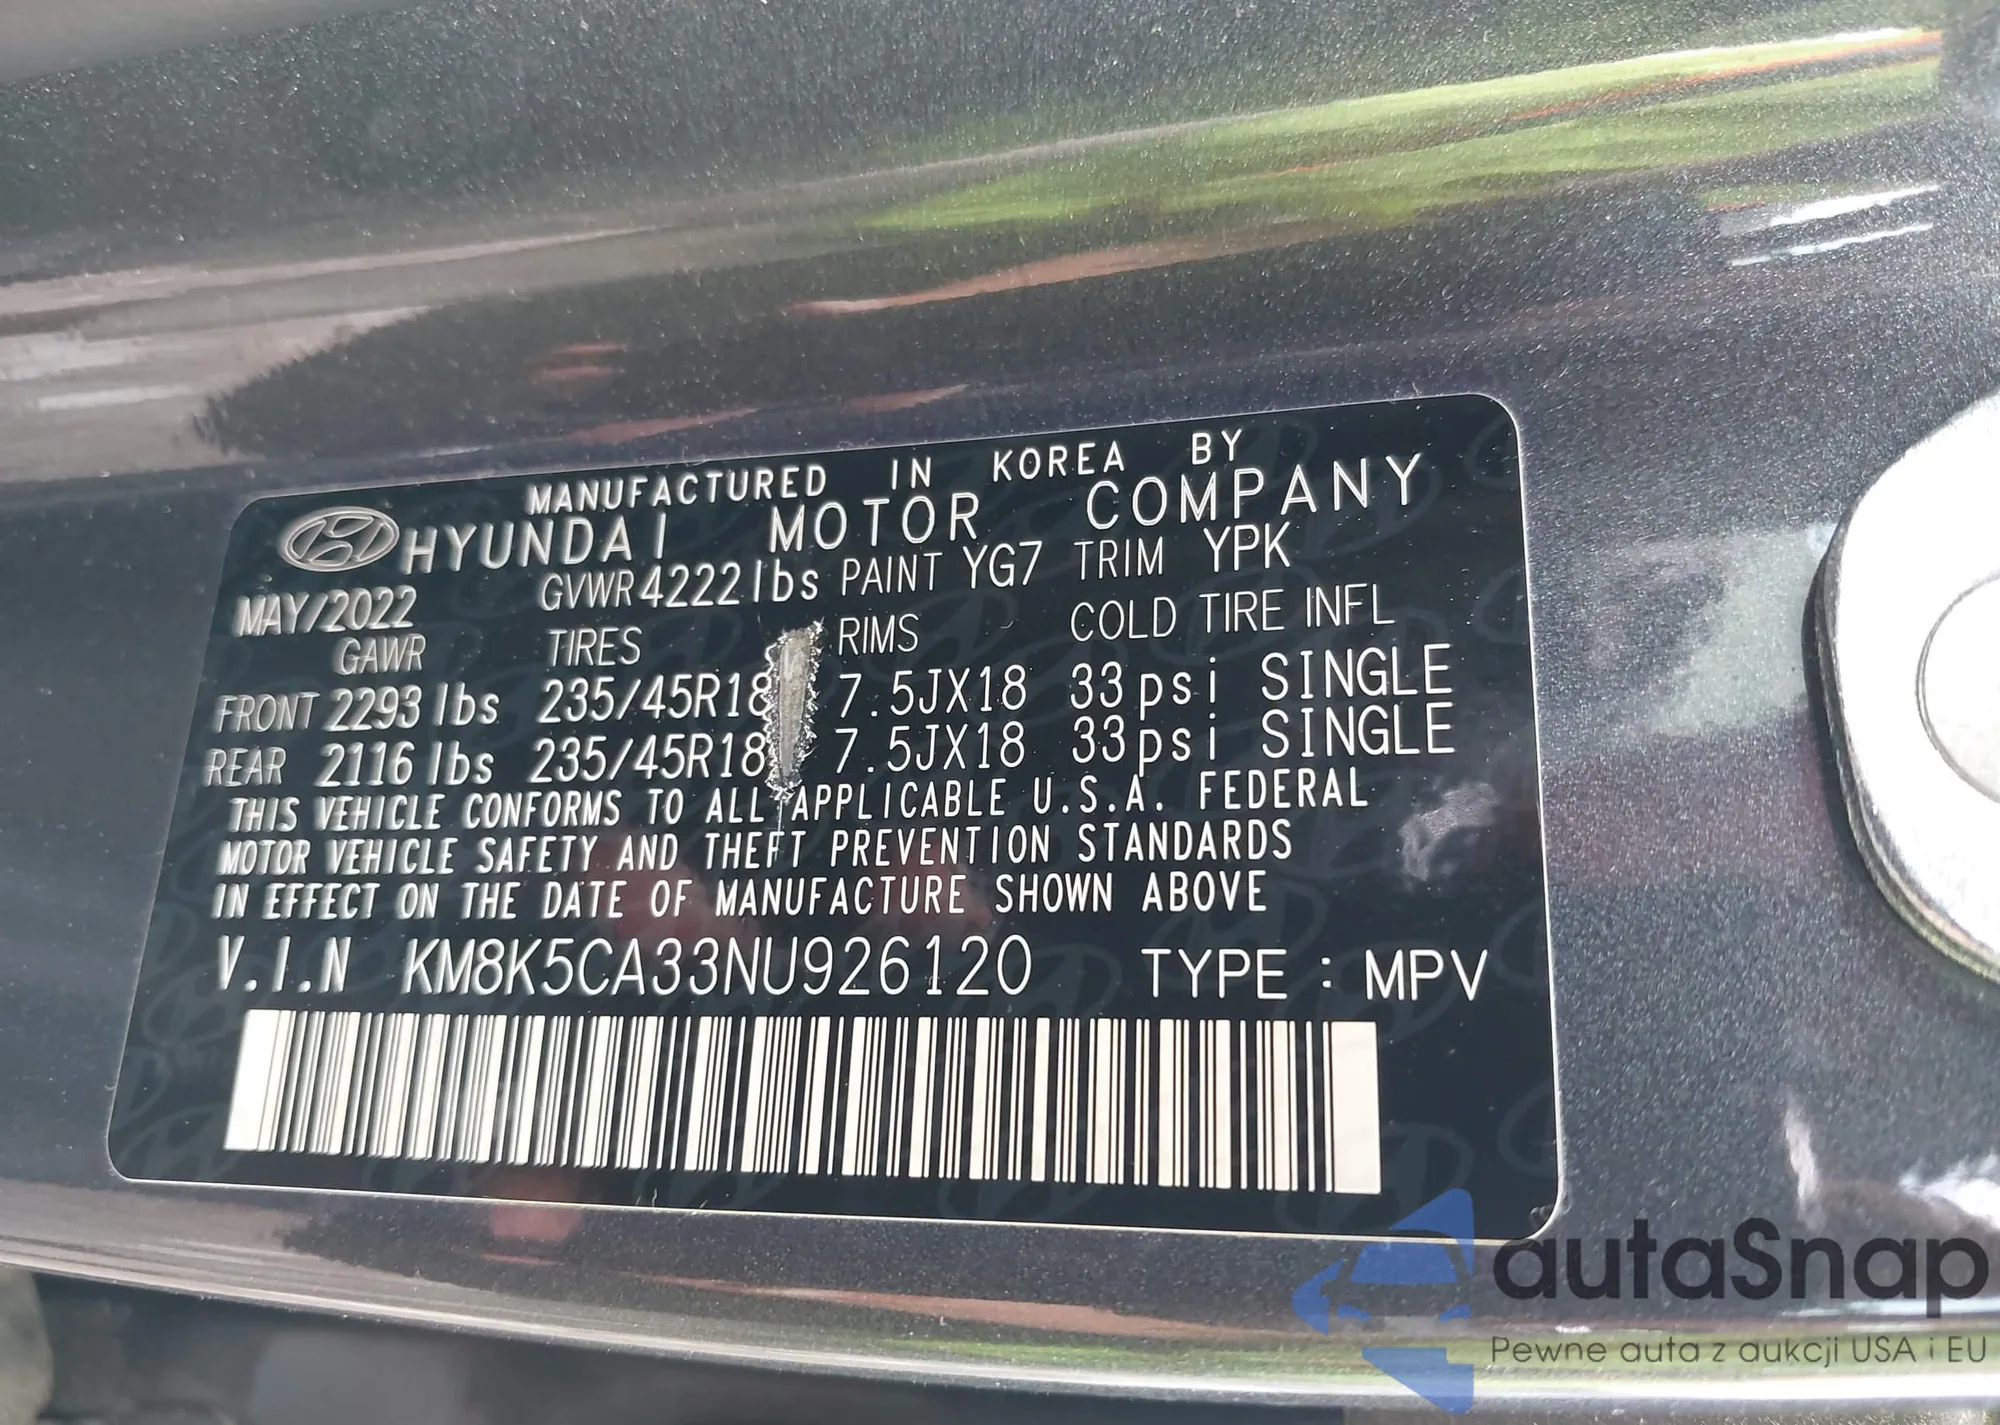 MANUFACTURED IN KOREA BY
HYUNDAI MOTOR COMPANY
MAY/2022 GVWR 4222lbs PAINT YG7 TRIM YPK
GAWR TIRES RIMS COLD TIRE INFL
FRONT 2293 lbs 235/45R18 7.5JX18 33psi SINGLE
REAR 2116 lbs 235/45R18 7.5JX18 33psi SINGLE
THIS VEHICLE CONFORMS TO ALL APPLICABLE U.S.A. FEDERAL
MOTOR VEHICLE SAFETY AND THEFT PREVENTION STANDARDS
IN EFFECT ON THE DATE OF MANUFACTURE SHOWN ABOVE
V.I.N KM8K5CA33NU926120 TYPE : MPV
autaSnap
Pewne auta z aukcji USA i EU